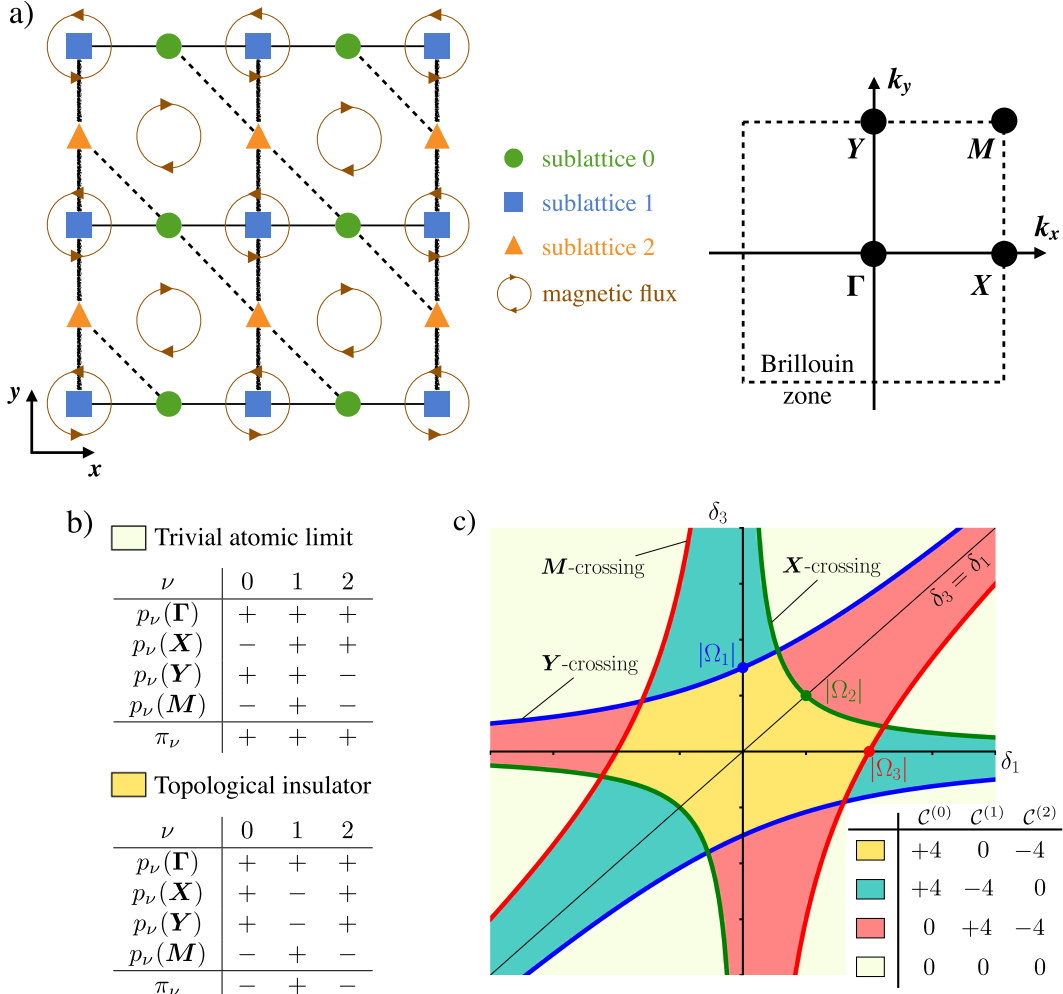 a)
sublattice 0
sublattice 1
sublattice 2
magnetic flux
y
x
k_y
Y
M
k_x
Γ
X
Brillouin
zone
b)
Trivial atomic limit
ν 0 1 2
p_ν(Γ) + + +
p_ν(X) − + +
p_ν(Y) + + −
p_ν(M) − + −
π_ν + + +
Topological insulator
ν 0 1 2
p_ν(Γ) + + +
p_ν(X) + − +
p_ν(Y) + − +
p_ν(M) − + −
π_ν − + −
c)
δ_3
M-crossing
X-crossing
δ_3 = δ_1
Y-crossing
|Ω_1|
|Ω_2|
|Ω_3|
δ_1
C^(0) C^(1) C^(2)
+4 0 −4
+4 −4 0
0 +4 −4
0 0 0